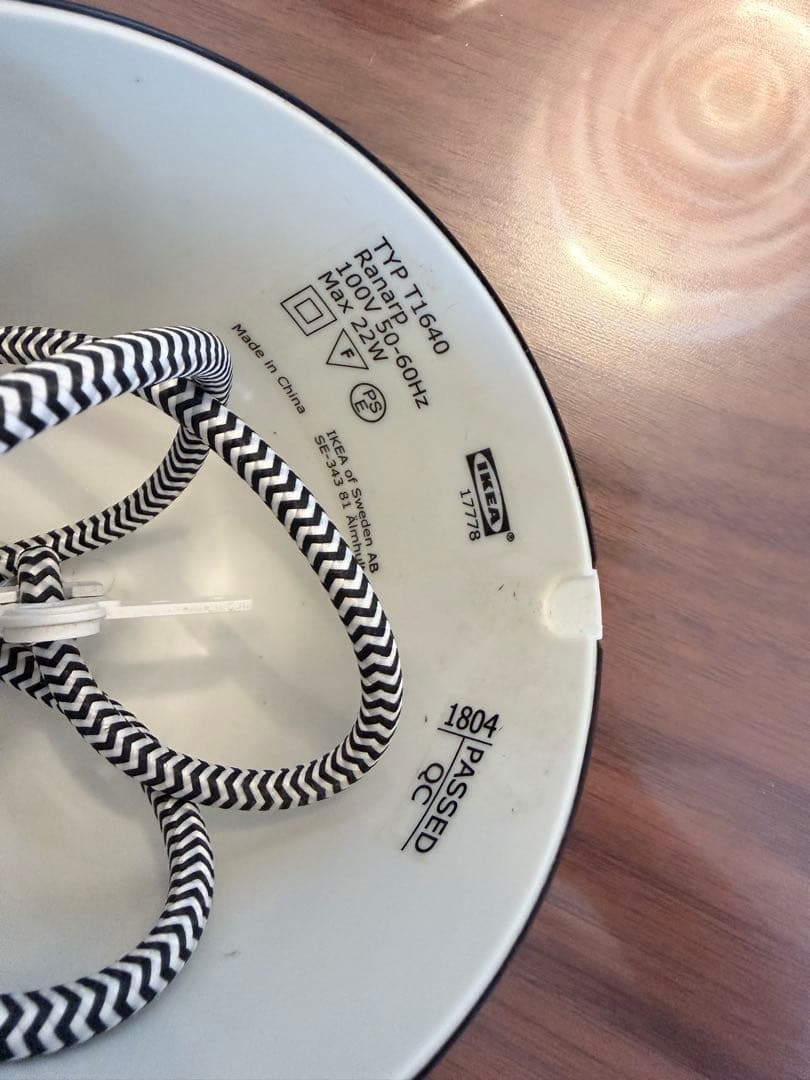 TYP T1640
Ranarp
100V 50-60Hz
Max 22W
F
PS
E
Made in China
IKEA of Sweden AB
SE-343 81
IKEA®
17778
1804
PASSED
QC